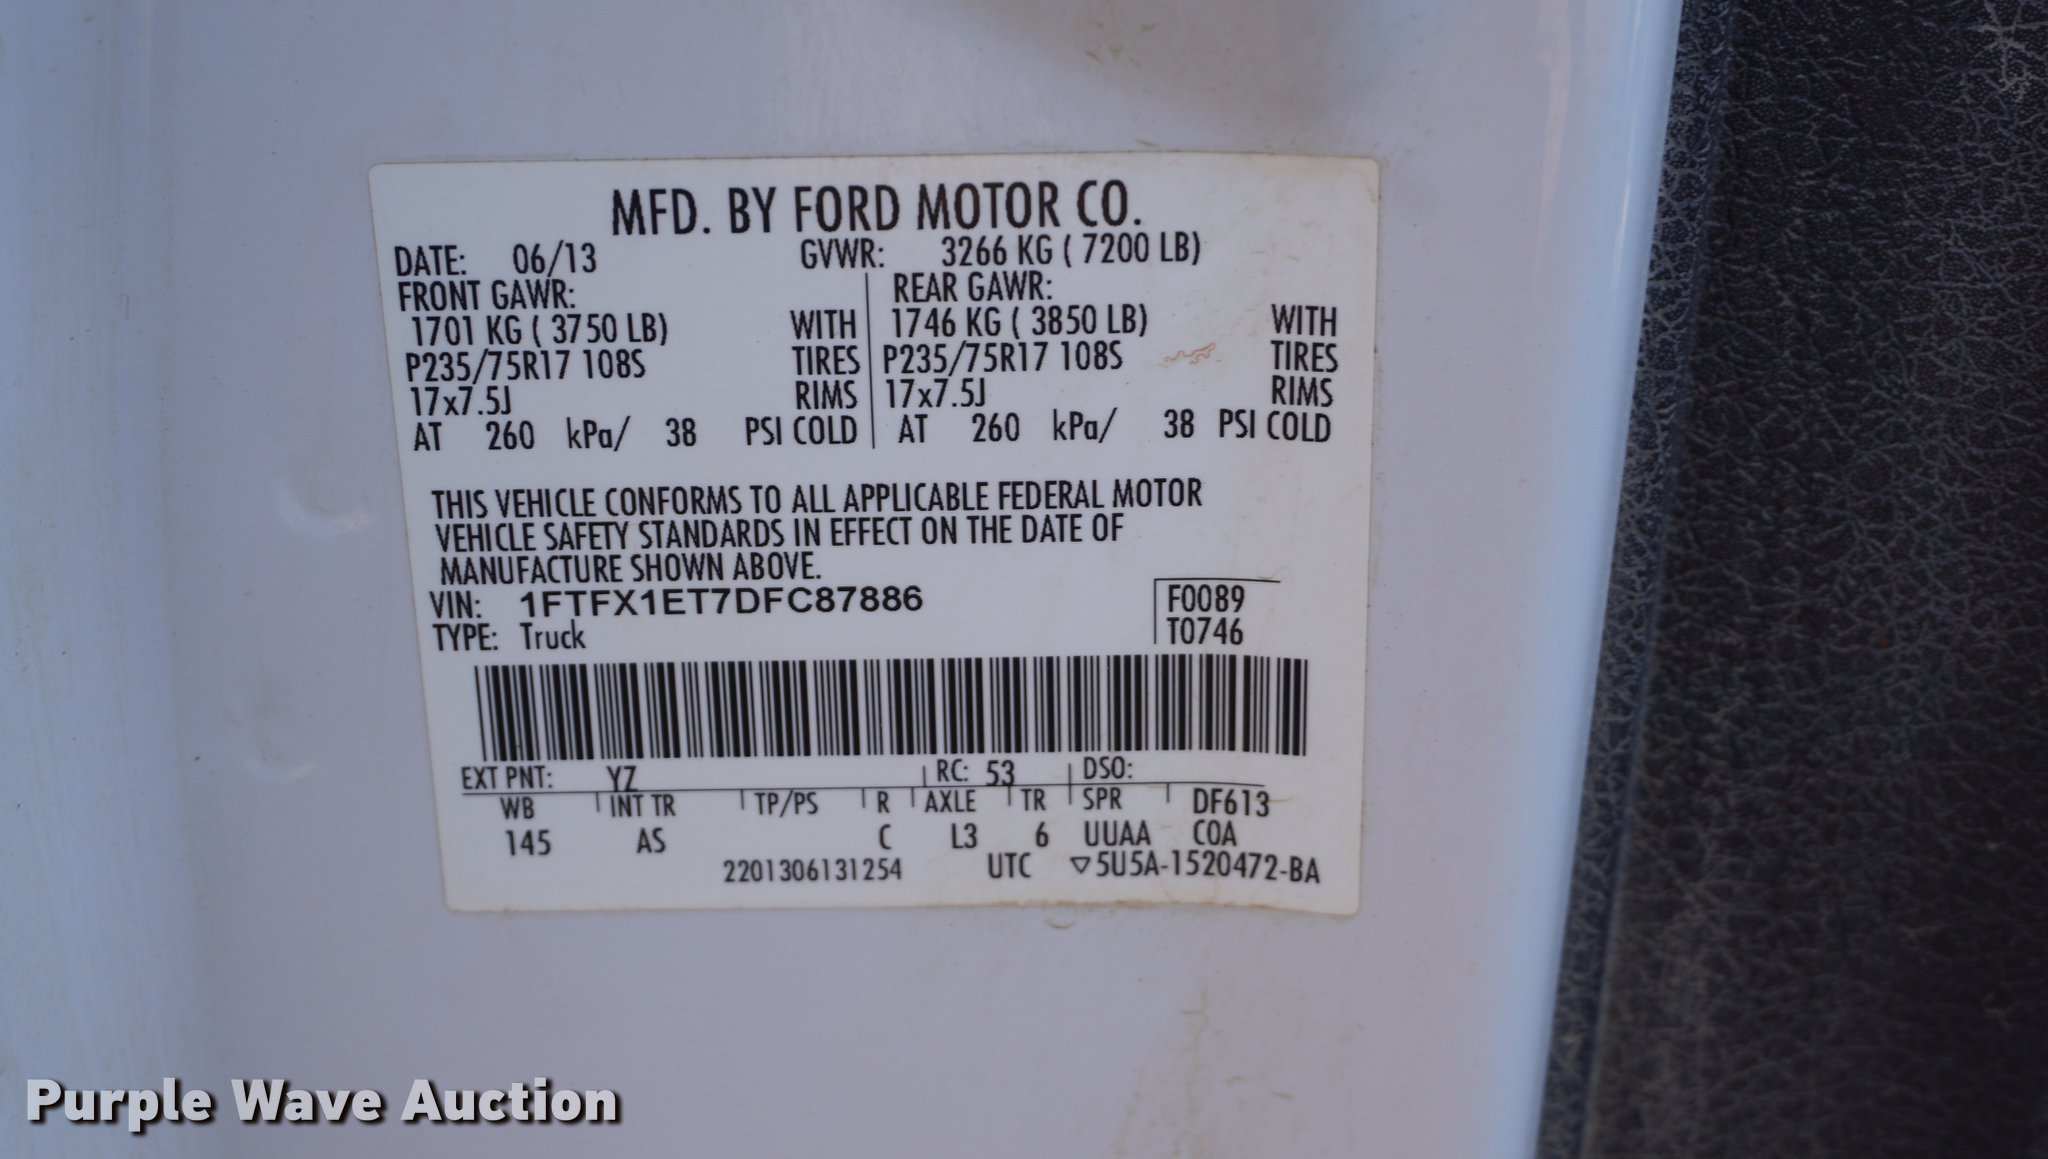 MFD. BY FORD MOTOR CO.
DATE: 06/13 GVWR: 3266 KG ( 7200 LB)
FRONT GAWR: REAR GAWR:
1701 KG ( 3750 LB) WITH 1746 KG ( 3850 LB) WITH
P235/75R17 108S TIRES P235/75R17 108S TIRES
17x7.5J RIMS 17x7.5J RIMS
AT 260 kPa/ 38 PSI COLD AT 260 kPa/ 38 PSI COLD
THIS VEHICLE CONFORMS TO ALL APPLICABLE FEDERAL MOTOR
VEHICLE SAFETY STANDARDS IN EFFECT ON THE DATE OF
MANUFACTURE SHOWN ABOVE.
VIN: 1FTFX1ET7DFC87886 F0089
TYPE: Truck T0746
EXT PNT: YZ RC: 53 DSO:
WB INT TR TP/PS R AXLE TR SPR DF613
145 AS C L3 6 UUAA COA
2201306131254 UTC ▽5U5A-1520472-BA
Purple Wave Auction